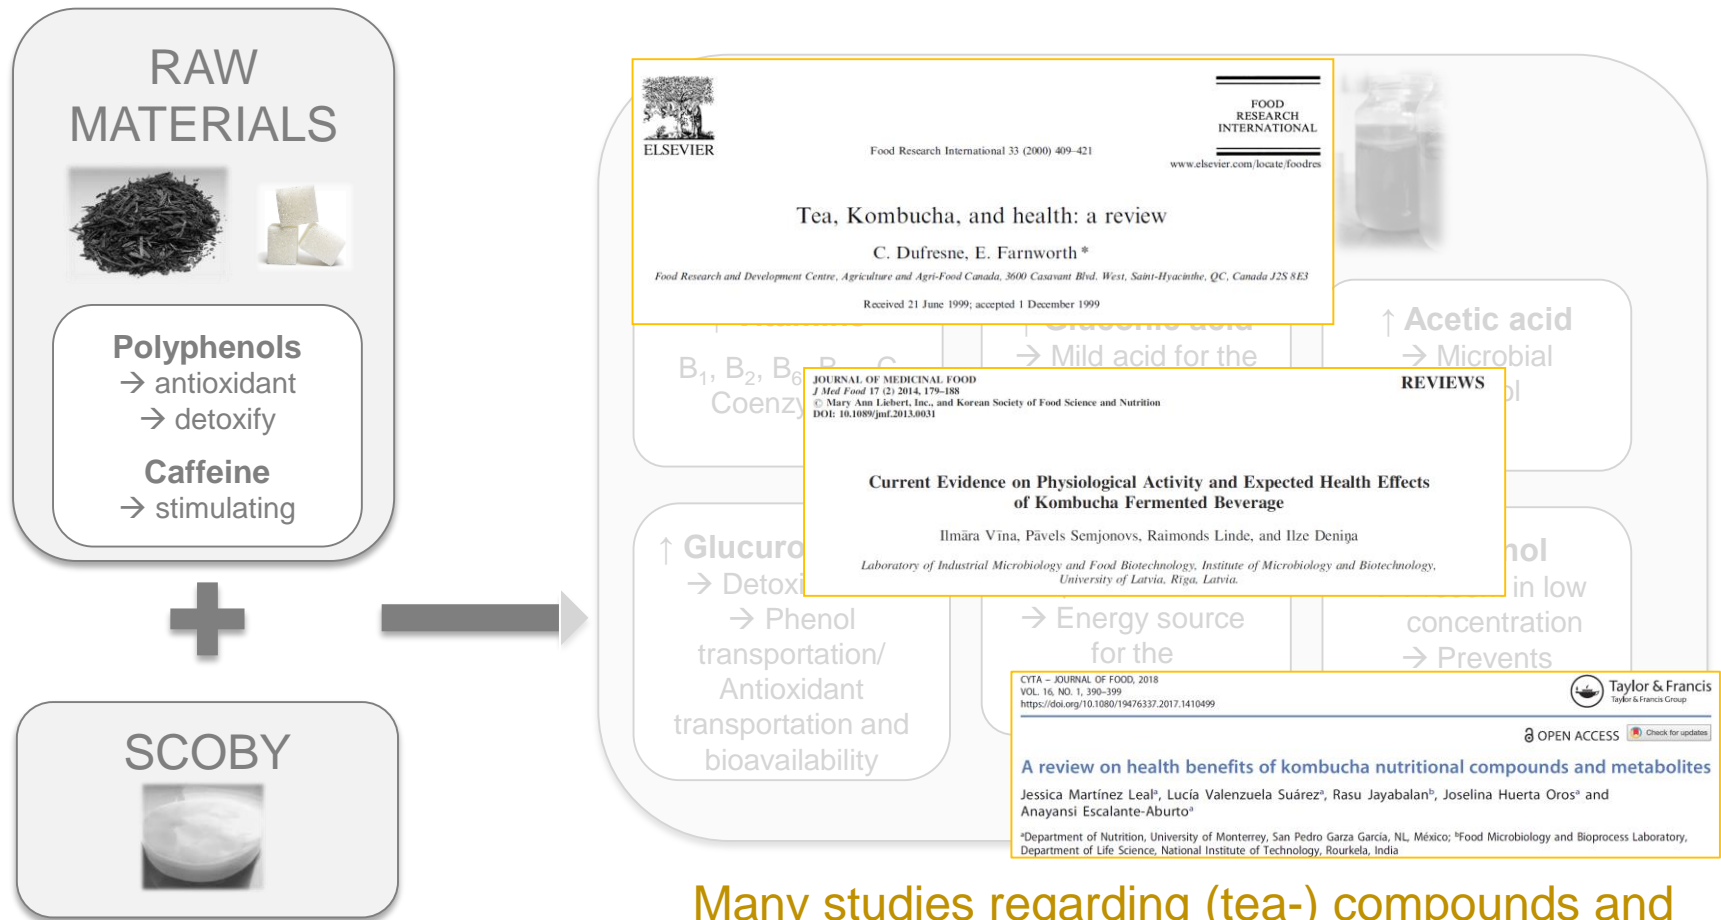 RAW
MATERIALS
Polyphenols
→ antioxidant
→ detoxify
Caffeine
→ stimulating
SCOBY
ELSEVIER
Food Research International 33 (2000) 409–421
FOOD
RESEARCH
INTERNATIONAL
www.elsevier.com/locate/foodres
Tea, Kombucha, and health: a review
C. Dufresne, E. Farnworth *
Food Research and Development Centre, Agriculture and Agri-Food Canada, 3600 Casavant Blvd. West, Saint-Hyacinthe, QC, Canada J2S 8E3
Received 21 June 1999; accepted 1 December 1999
B₁, B₂, B₆,
↑ Gluconic acid
→ Mild acid for the
↑ Acetic acid
→ Microbial
JOURNAL OF MEDICINAL FOOD
J Med Food 17 (2) 2014, 179–188
© Mary Ann Liebert, Inc., and Korean Society of Food Science and Nutrition
DOI: 10.1089/jmf.2013.0031
REVIEWS
Current Evidence on Physiological Activity and Expected Health Effects
of Kombucha Fermented Beverage
Ilmāra Vīna, Pāvels Semjonovs, Raimonds Linde, and Ilze Deniņa
Laboratory of Industrial Microbiology and Food Biotechnology, Institute of Microbiology and Biotechnology,
University of Latvia, Rīga, Latvia.
→ Phenol
transportation/
Antioxidant
transportation and
bioavailability
→ Energy source
for the
in low
concentration
→ Prevents
CYTA – JOURNAL OF FOOD, 2018
VOL. 16, NO. 1, 390–399
https://doi.org/10.1080/19476337.2017.1410499
Taylor & Francis
Taylor & Francis Group
OPEN ACCESS
Check for updates
A review on health benefits of kombucha nutritional compounds and metabolites
Jessica Martínez Lealᵃ, Lucía Valenzuela Suárezᵃ, Rasu Jayabalanᵇ, Joselina Huerta Orosᵃ and
Anayansi Escalante-Aburtoᵃ
ᵃDepartment of Nutrition, University of Monterrey, San Pedro Garza García, NL, México; ᵇFood Microbiology and Bioprocess Laboratory,
Department of Life Science, National Institute of Technology, Rourkela, India
Many studies regarding (tea-) compounds and